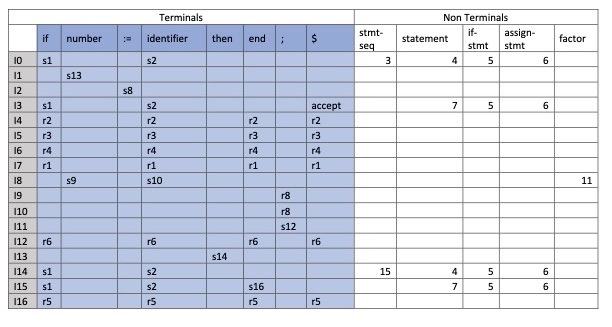 Terminals Non Terminals
if number := identifier then end ; $ stmt-seq statement if-stmt assign-stmt factor
I0 s1 s2 3 4 5 6
I1 s13
I2 s8
I3 s1 s2 accept 7 5 6
I4 r2 r2 r2 r2
I5 r3 r3 r3 r3
I6 r4 r4 r4 r4
I7 r1 r1 r1 r1
I8 s9 s10 11
I9 r8
I10 r8
I11 s12
I12 r6 r6 r6 r6
I13 s14
I14 s1 s2 15 4 5 6
I15 s1 s2 s16 7 5 6
I16 r5 r5 r5 r5